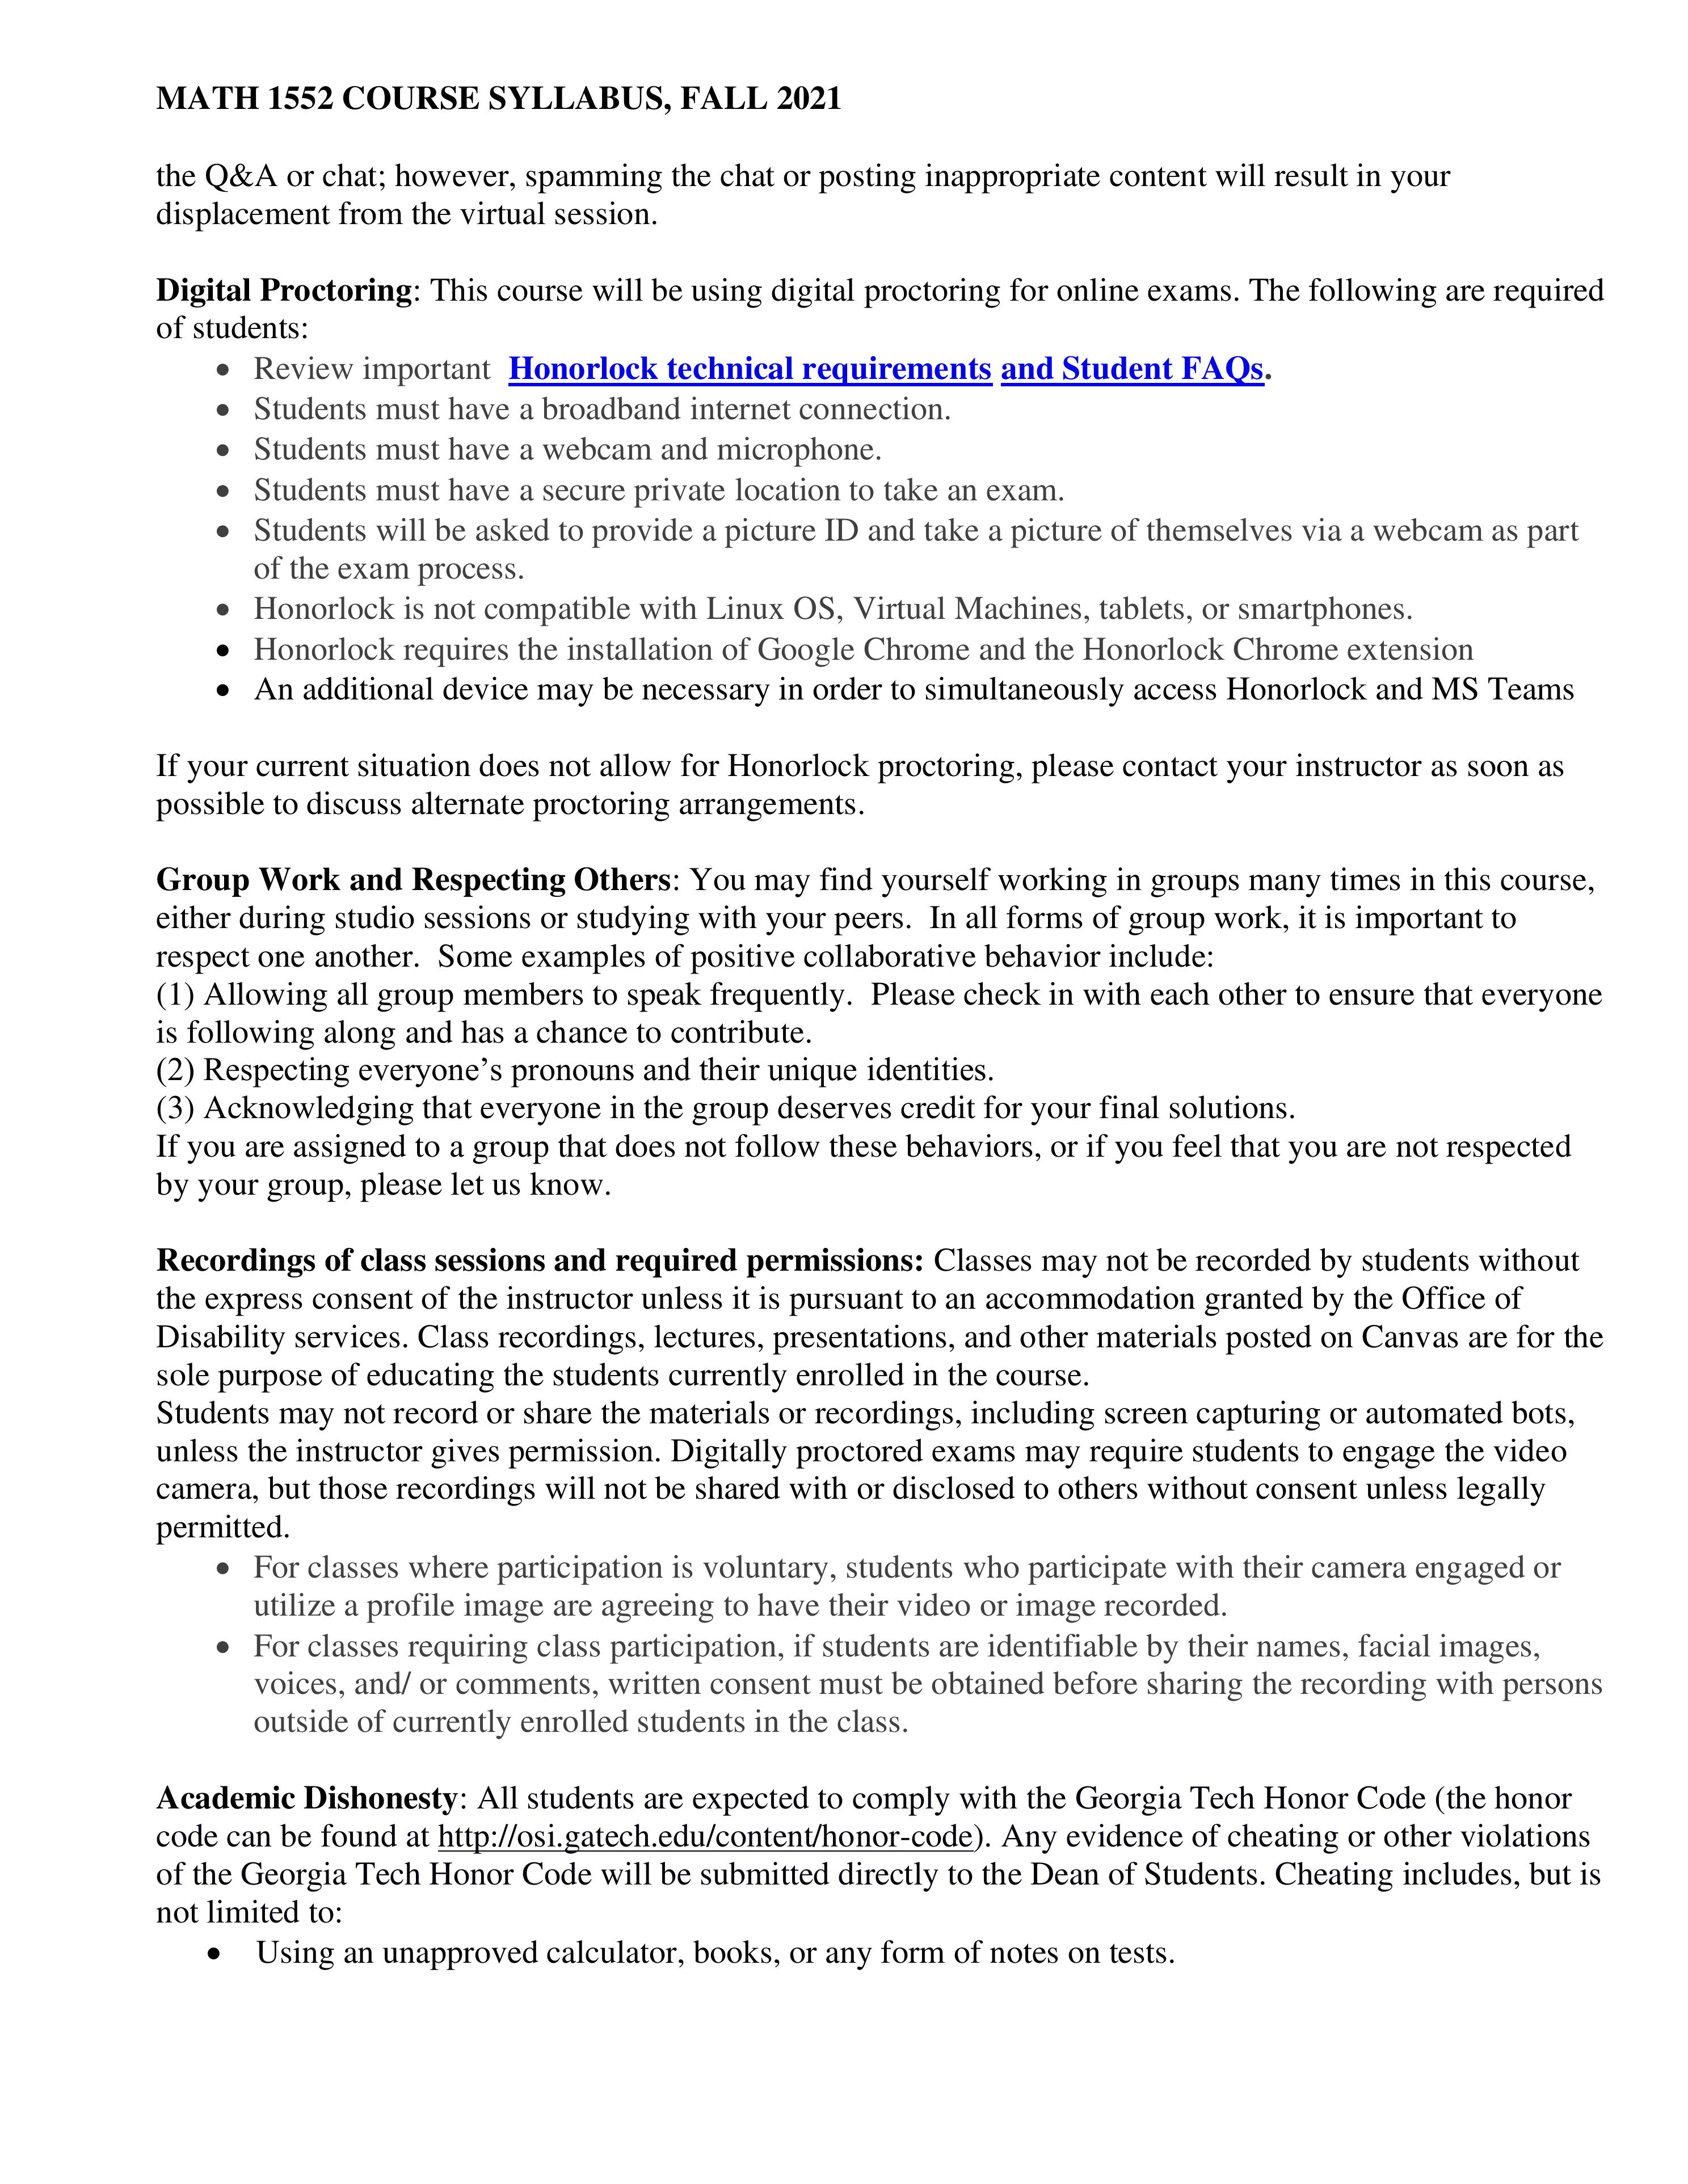 MATH 1552 COURSE SYLLABUS, FALL 2021
the Q&A or chat; however, spamming the chat or posting inappropriate content will result in your
displacement from the virtual session.
Digital Proctoring: This course will be using digital proctoring for online exams. The following are required
of students:
• Review important  Honorlock technical requirements and Student FAQs.
• Students must have a broadband internet connection.
• Students must have a webcam and microphone.
• Students must have a secure private location to take an exam.
• Students will be asked to provide a picture ID and take a picture of themselves via a webcam as part
of the exam process.
• Honorlock is not compatible with Linux OS, Virtual Machines, tablets, or smartphones.
• Honorlock requires the installation of Google Chrome and the Honorlock Chrome extension
• An additional device may be necessary in order to simultaneously access Honorlock and MS Teams
If your current situation does not allow for Honorlock proctoring, please contact your instructor as soon as
possible to discuss alternate proctoring arrangements.
Group Work and Respecting Others: You may find yourself working in groups many times in this course,
either during studio sessions or studying with your peers.  In all forms of group work, it is important to
respect one another.  Some examples of positive collaborative behavior include:
(1) Allowing all group members to speak frequently.  Please check in with each other to ensure that everyone
is following along and has a chance to contribute.
(2) Respecting everyone’s pronouns and their unique identities.
(3) Acknowledging that everyone in the group deserves credit for your final solutions.
If you are assigned to a group that does not follow these behaviors, or if you feel that you are not respected
by your group, please let us know.
Recordings of class sessions and required permissions: Classes may not be recorded by students without
the express consent of the instructor unless it is pursuant to an accommodation granted by the Office of
Disability services. Class recordings, lectures, presentations, and other materials posted on Canvas are for the
sole purpose of educating the students currently enrolled in the course.
Students may not record or share the materials or recordings, including screen capturing or automated bots,
unless the instructor gives permission. Digitally proctored exams may require students to engage the video
camera, but those recordings will not be shared with or disclosed to others without consent unless legally
permitted.
• For classes where participation is voluntary, students who participate with their camera engaged or
utilize a profile image are agreeing to have their video or image recorded.
• For classes requiring class participation, if students are identifiable by their names, facial images,
voices, and/ or comments, written consent must be obtained before sharing the recording with persons
outside of currently enrolled students in the class.
Academic Dishonesty: All students are expected to comply with the Georgia Tech Honor Code (the honor
code can be found at http://osi.gatech.edu/content/honor-code). Any evidence of cheating or other violations
of the Georgia Tech Honor Code will be submitted directly to the Dean of Students. Cheating includes, but is
not limited to:
• Using an unapproved calculator, books, or any form of notes on tests.